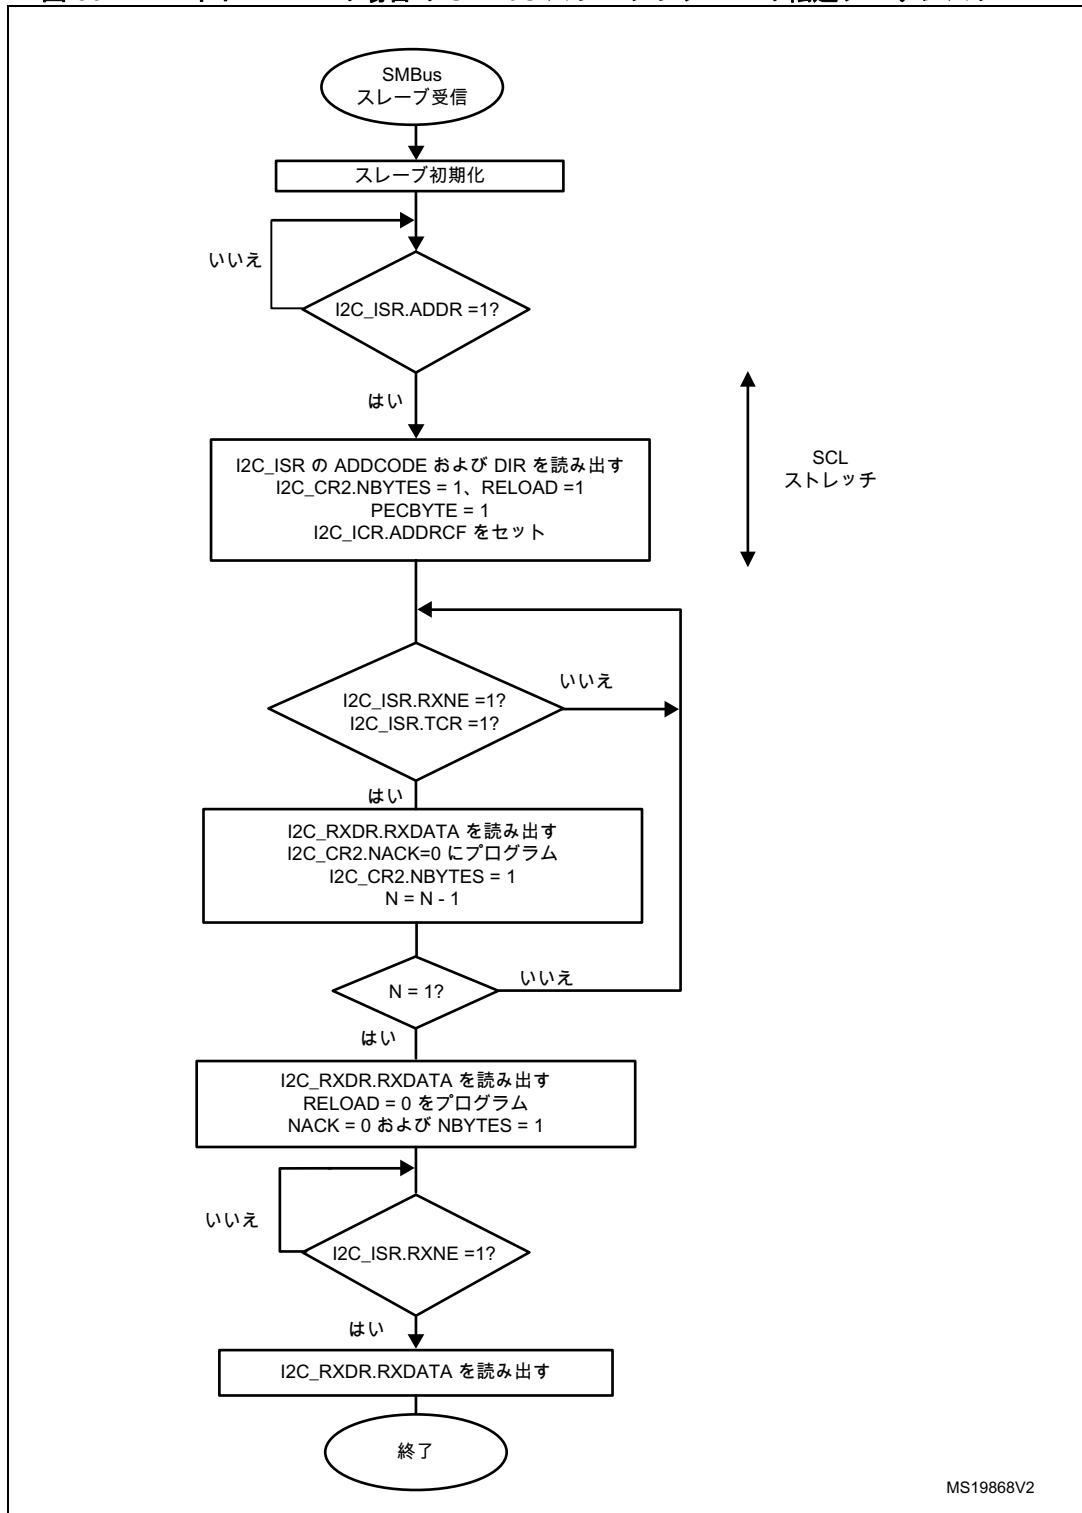 SMBus
スレーブ受信
スレーブ初期化
いいえ
I2C_ISR.ADDR =1?
はい
I2C_ISR の ADDCODE および DIR を読み出す
I2C_CR2.NBYTES = 1、RELOAD =1
PECBYTE = 1
I2C_ICR.ADDRCF をセット
SCL
ストレッチ
いいえ
I2C_ISR.RXNE =1?
I2C_ISR.TCR =1?
はい
I2C_RXDR.RXDATA を読み出す
I2C_CR2.NACK=0 にプログラム
I2C_CR2.NBYTES = 1
N = N - 1
N = 1?
いいえ
はい
I2C_RXDR.RXDATA を読み出す
RELOAD = 0 をプログラム
NACK = 0 および NBYTES = 1
いいえ
I2C_ISR.RXNE =1?
はい
I2C_RXDR.RXDATA を読み出す
終了
MS19868V2